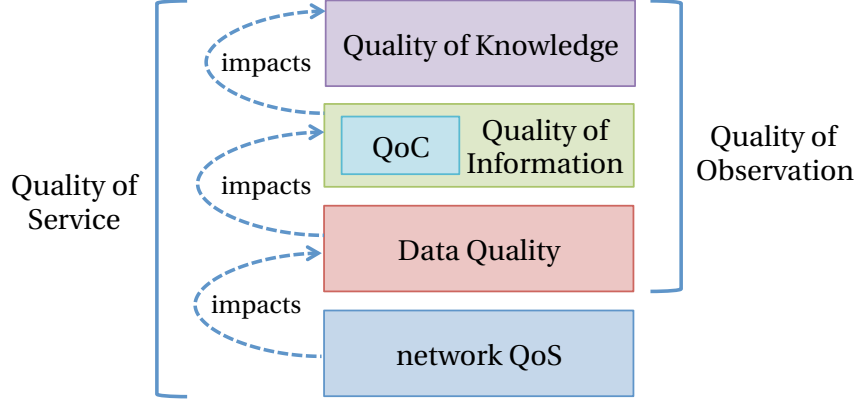 Quality of Knowledge
impacts
QoC
Quality of
Information
Quality of
Observation
impacts
Quality of
Service
Data Quality
impacts
network QoS